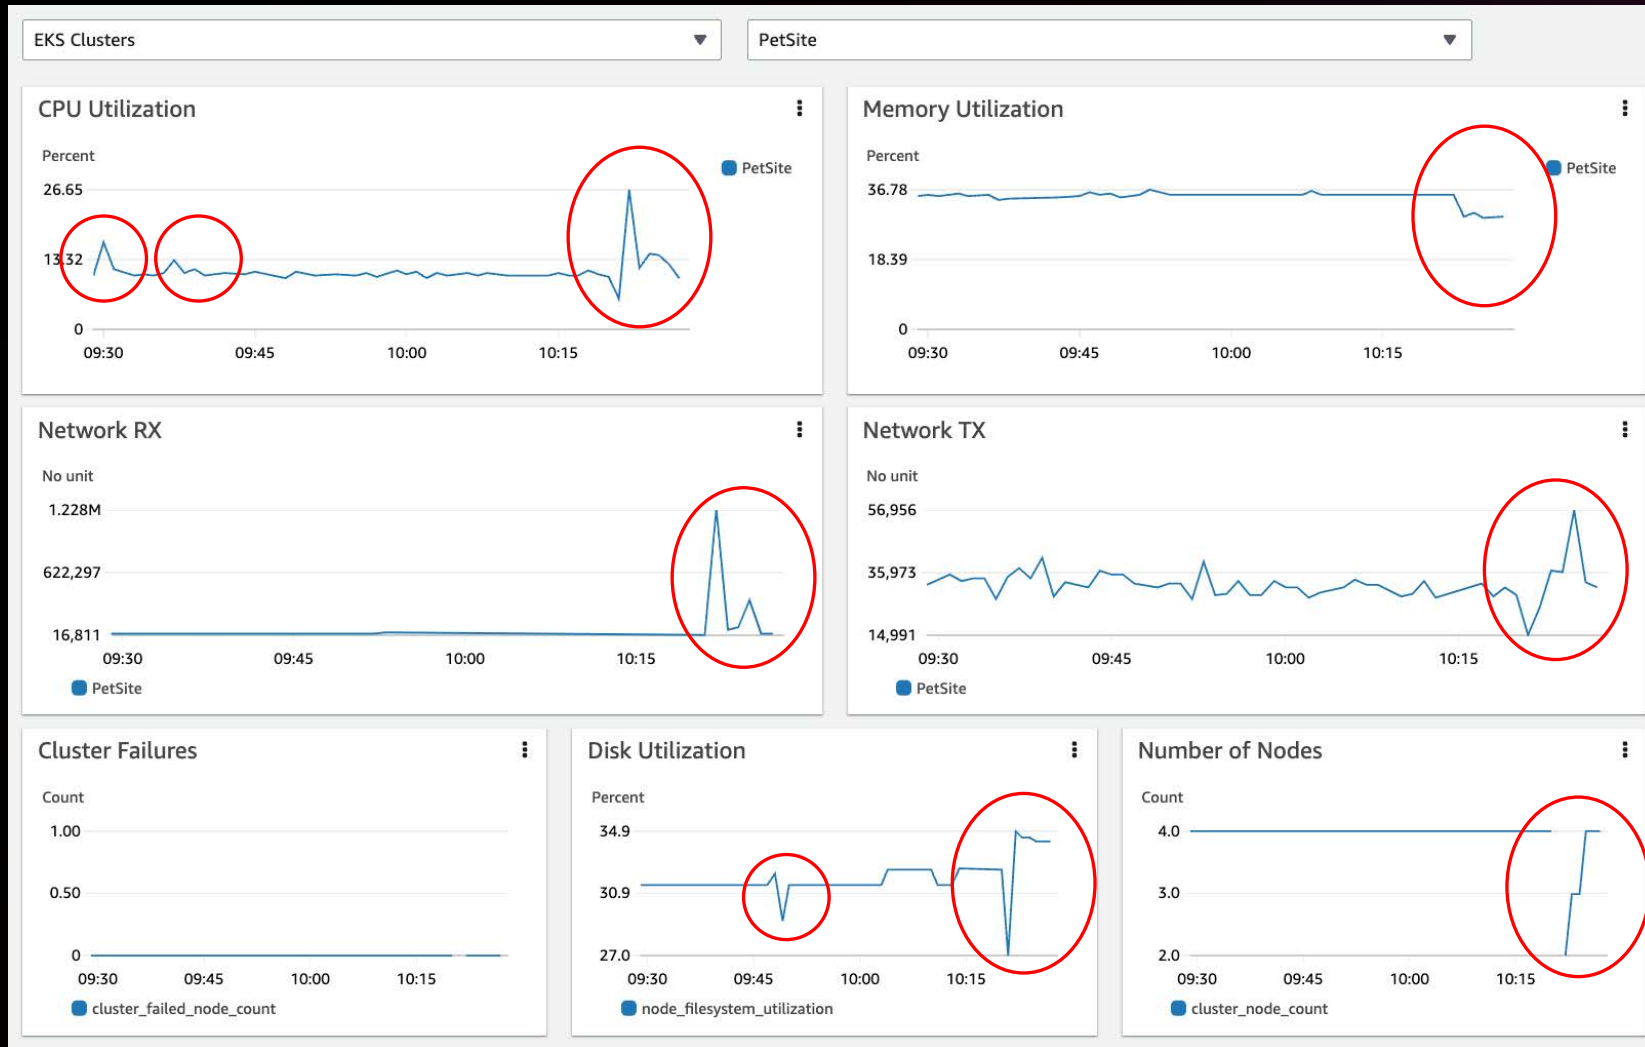 EKS Clusters
PetSite
CPU Utilization
Percent
PetSite
26.65
13.32
0
09:30 09:45 10:00 10:15
Memory Utilization
Percent
PetSite
36.78
18.39
0
09:30 09:45 10:00 10:15
Network RX
No unit
1.228M
622,297
16,811
09:30 09:45 10:00 10:15
PetSite
Network TX
No unit
56,956
35,973
14,991
09:30 09:45 10:00 10:15
PetSite
Cluster Failures
Count
1.00
0.50
0
09:30 09:45 10:00 10:15
cluster_failed_node_count
Disk Utilization
Percent
34.9
30.9
27.0
09:30 09:45 10:00 10:15
node_filesystem_utilization
Number of Nodes
Count
4.0
3.0
2.0
09:30 09:45 10:00 10:15
cluster_node_count